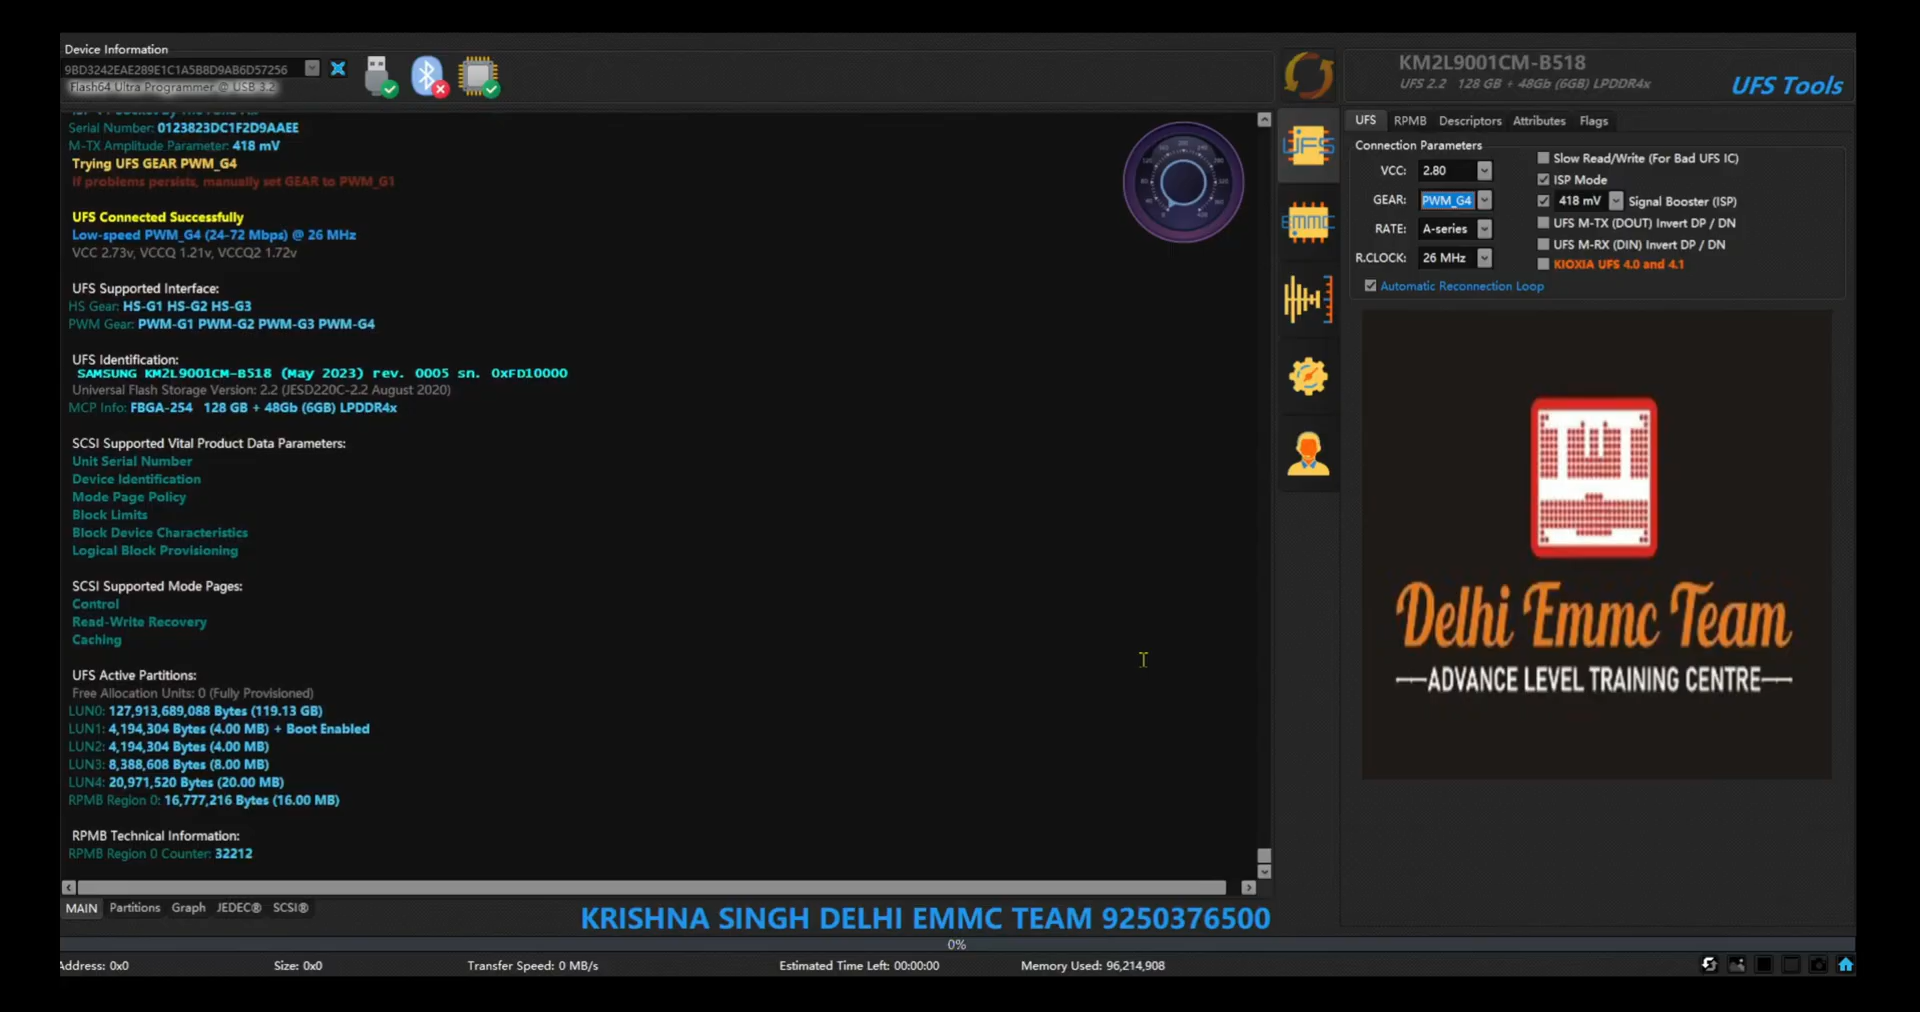 Device Information
9BD3242EAE289E1C1A5B8D9AB6D57256
Flash64 Ultra Programmer @ USB 3.2
Serial Number: 0123823DC1F2D9AAEE
M-TX Amplitude Parameter: 418 mV
Trying UFS GEAR PWM_G4
If problems persists, manually set GEAR to PWM_G1
UFS Connected Successfully
Low-speed PWM_G4 (24-72 Mbps) @ 26 MHz
VCC 2.73v, VCCQ 1.21v, VCCQ2 1.72v
UFS Supported Interface:
HS Gear: HS-G1 HS-G2 HS-G3
PWM Gear: PWM-G1 PWM-G2 PWM-G3 PWM-G4
UFS Identification:
SAMSUNG KM2L9001CM-B518 (May 2023) rev. 0005 sn. 0xFD10000
Universal Flash Storage Version: 2.2 (JESD220C-2.2 August 2020)
MCP Info: FBGA-254 128 GB + 48Gb (6GB) LPDDR4x
SCSI Supported Vital Product Data Parameters:
Unit Serial Number
Device Identification
Mode Page Policy
Block Limits
Block Device Characteristics
Logical Block Provisioning
SCSI Supported Mode Pages:
Control
Read-Write Recovery
Caching
UFS Active Partitions:
Free Allocation Units: 0 (Fully Provisioned)
LUN0: 127,913,689,088 Bytes (119.13 GB)
LUN1: 4,194,304 Bytes (4.00 MB) + Boot Enabled
LUN2: 4,194,304 Bytes (4.00 MB)
LUN3: 8,388,608 Bytes (8.00 MB)
LUN4: 20,971,520 Bytes (20.00 MB)
RPMB Region 0: 16,777,216 Bytes (16.00 MB)
RPMB Technical Information:
RPMB Region 0 Counter: 32212
MAIN Partitions Graph JEDEC® SCSI®
KRISHNA SINGH DELHI EMMC TEAM 9250376500
UFS
EMMC
KM2L9001CM-B518
UFS 2.2 128 GB + 48Gb (6GB) LPDDR4x
UFS Tools
UFS RPMB Descriptors Attributes Flags
Connection Parameters
VCC: 2.80
GEAR: PWM_G4
RATE: A-series
R.CLOCK: 26 MHz
Automatic Reconnection Loop
Slow Read/Write (For Bad UFS IC)
ISP Mode
418 mV Signal Booster (ISP)
UFS M-TX (DOUT) Invert DP / DN
UFS M-RX (DIN) Invert DP / DN
KIOXIA UFS 4.0 and 4.1
Delhi Emmc Team
ADVANCE LEVEL TRAINING CENTRE
0%
Address: 0x0 Size: 0x0 Transfer Speed: 0 MB/s Estimated Time Left: 00:00:00 Memory Used: 96,214,908